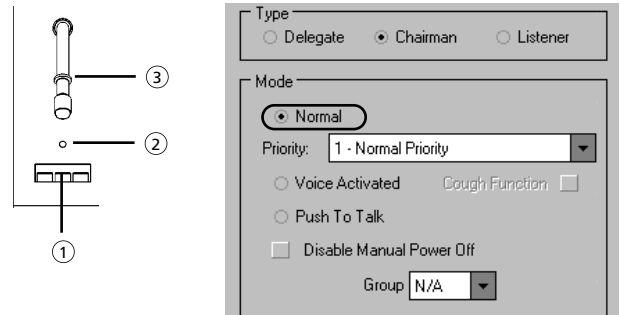 ③
②
①
Type
Delegate Chairman Listener
Mode
Normal
Priority: 1 - Normal Priority
Voice Activated Cough Function
Push To Talk
Disable Manual Power Off
Group N/A